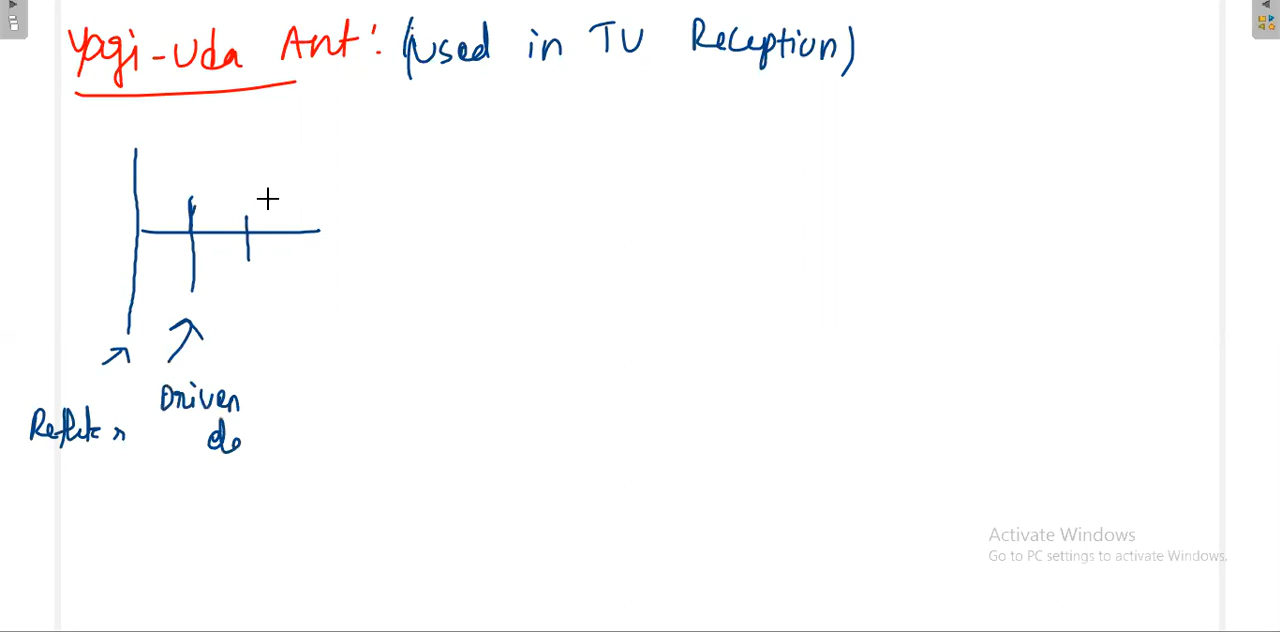 Yagi-Uda Ant: (used in TV Reception)
Driven
Activate Windows
Go to PC settings to activate Windows.